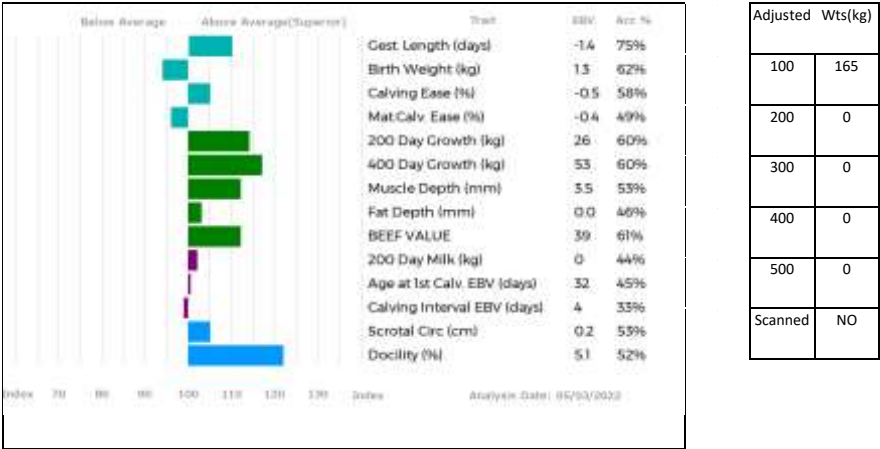 Below Average Above Average(Superior) Trait EBV Acc %
Gest. Length (days) -1.4 75%
Birth Weight (kg) 1.3 62%
Calving Ease (%) -0.5 58%
Mat.Calv. Ease (%) -0.4 49%
200 Day Growth (kg) 26 60%
400 Day Growth (kg) 53 60%
Muscle Depth (mm) 3.5 53%
Fat Depth (mm) 0.0 46%
BEEF VALUE 39 61%
200 Day Milk (kg) 0 44%
Age at 1st Calv. EBV (days) 32 45%
Calving Interval EBV (days) 4 33%
Scrotal Circ (cm) 0.2 53%
Docility (%) 5.1 52%
Index 70 80 90 100 110 120 130 Index Analysis Date: 05/03/2022
Adjusted Wts(kg)
100 165
200 0
300 0
400 0
500 0
Scanned NO